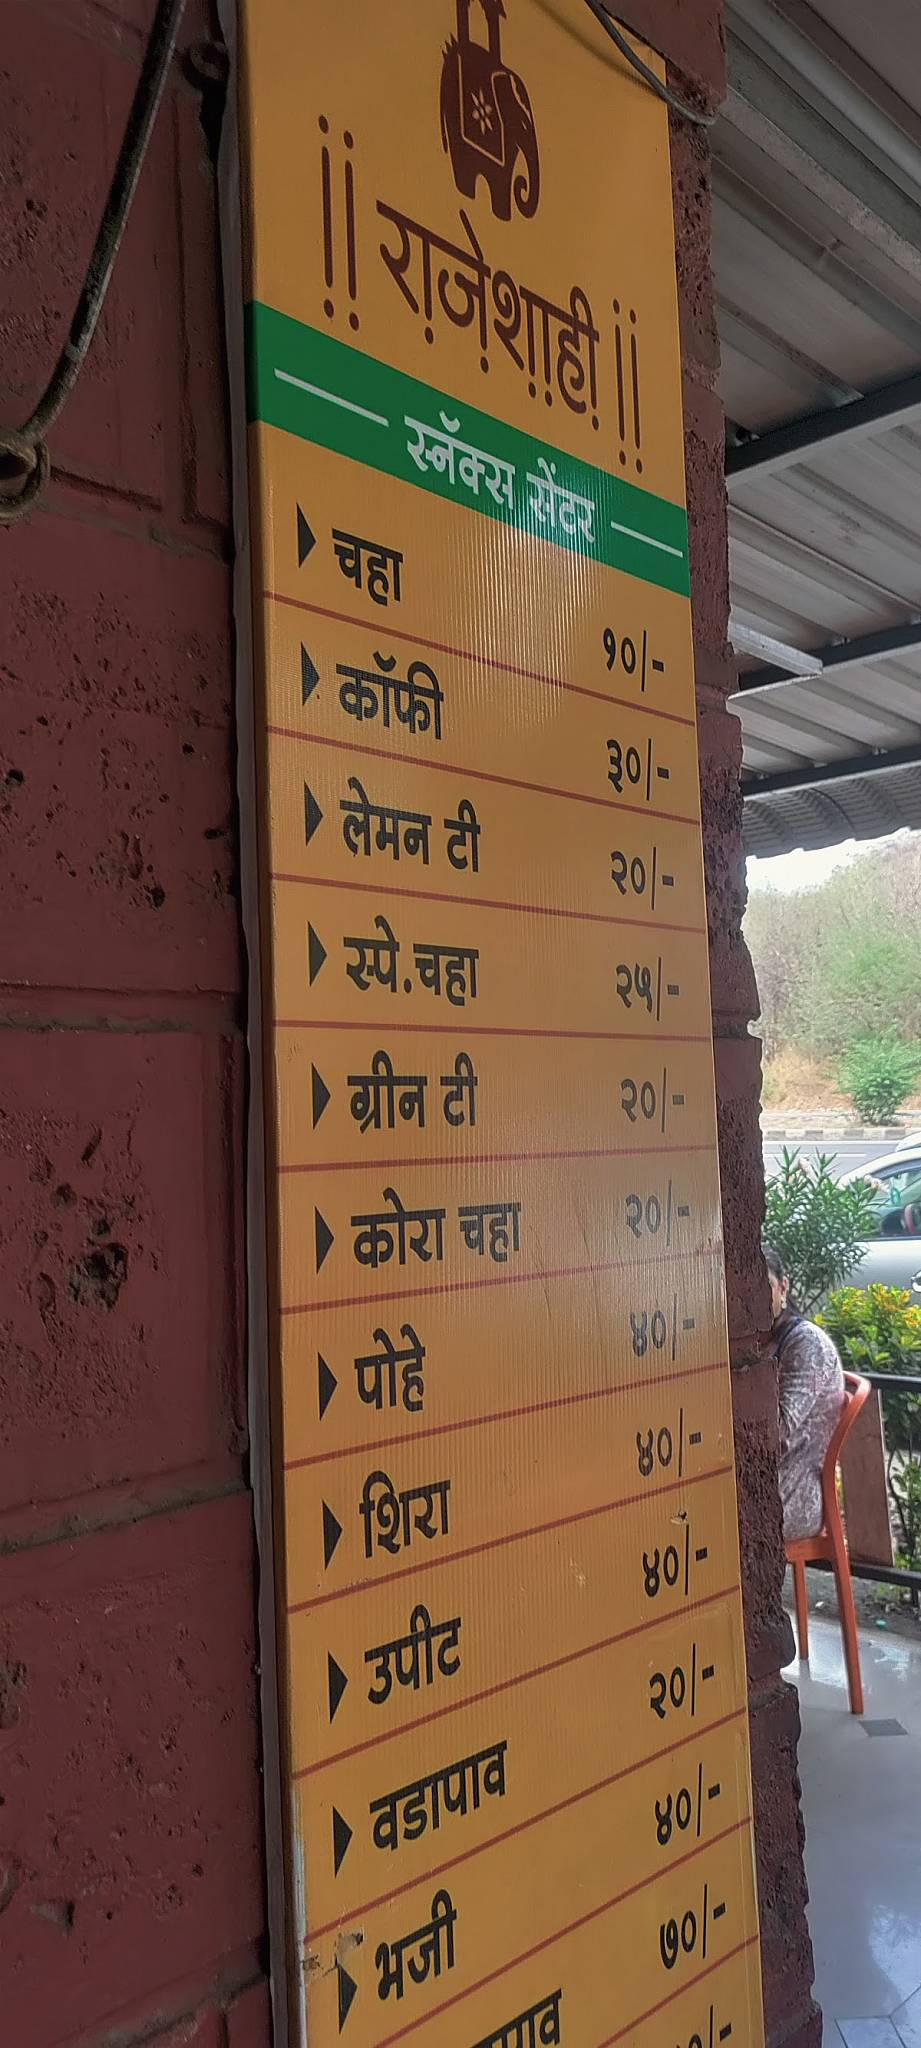 ॥ राजेशाही ॥
स्नॅक्स सेंटर
चहा १०/-
कॉफी ३०/-
लेमन टी २०/-
स्पे.चहा २५/-
ग्रीन टी २०/-
कोरा चहा २०/-
पोहे ४०/-
शिरा ४०/-
उपीट ४०/-
वडापाव २०/-
भजी ४०/-
७०/-